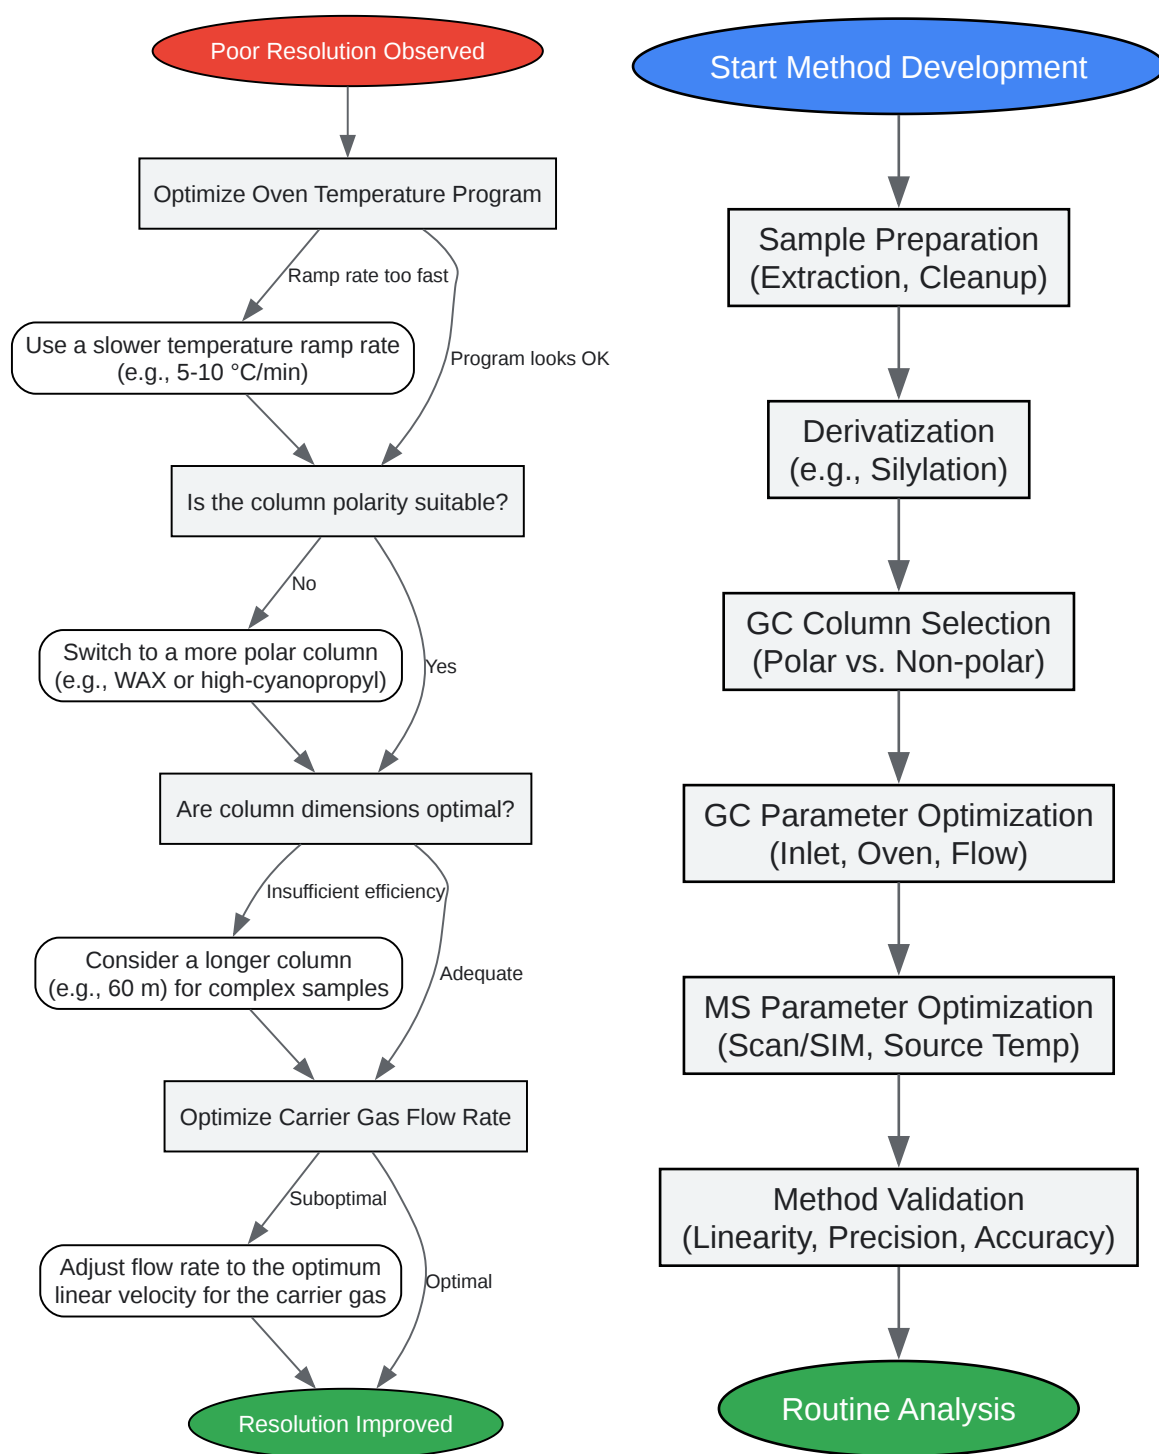 Poor Resolution Observed
Optimize Oven Temperature Program
Ramp rate too fast
Use a slower temperature ramp rate
(e.g., 5-10 °C/min)
Program looks OK
Is the column polarity suitable?
No
Switch to a more polar column
(e.g., WAX or high-cyanopropyl)
Yes
Are column dimensions optimal?
Insufficient efficiency
Consider a longer column
(e.g., 60 m) for complex samples
Adequate
Optimize Carrier Gas Flow Rate
Suboptimal
Adjust flow rate to the optimum
linear velocity for the carrier gas
Optimal
Resolution Improved
Start Method Development
Sample Preparation
(Extraction, Cleanup)
Derivatization
(e.g., Silylation)
GC Column Selection
(Polar vs. Non-polar)
GC Parameter Optimization
(Inlet, Oven, Flow)
MS Parameter Optimization
(Scan/SIM, Source Temp)
Method Validation
(Linearity, Precision, Accuracy)
Routine Analysis